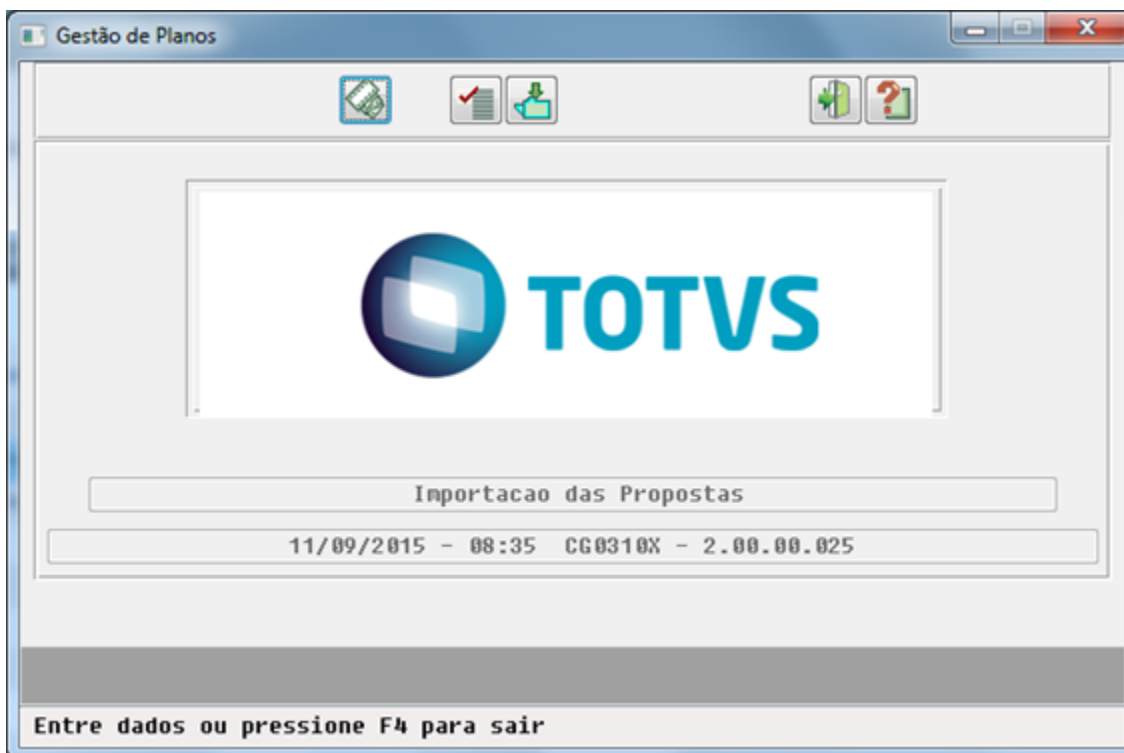 Gestão de Planos
TOTVS
Importacao das Propostas
11/09/2015 - 08:35 CG0310X - 2.00.00.025
Entre dados ou pressione F4 para sair